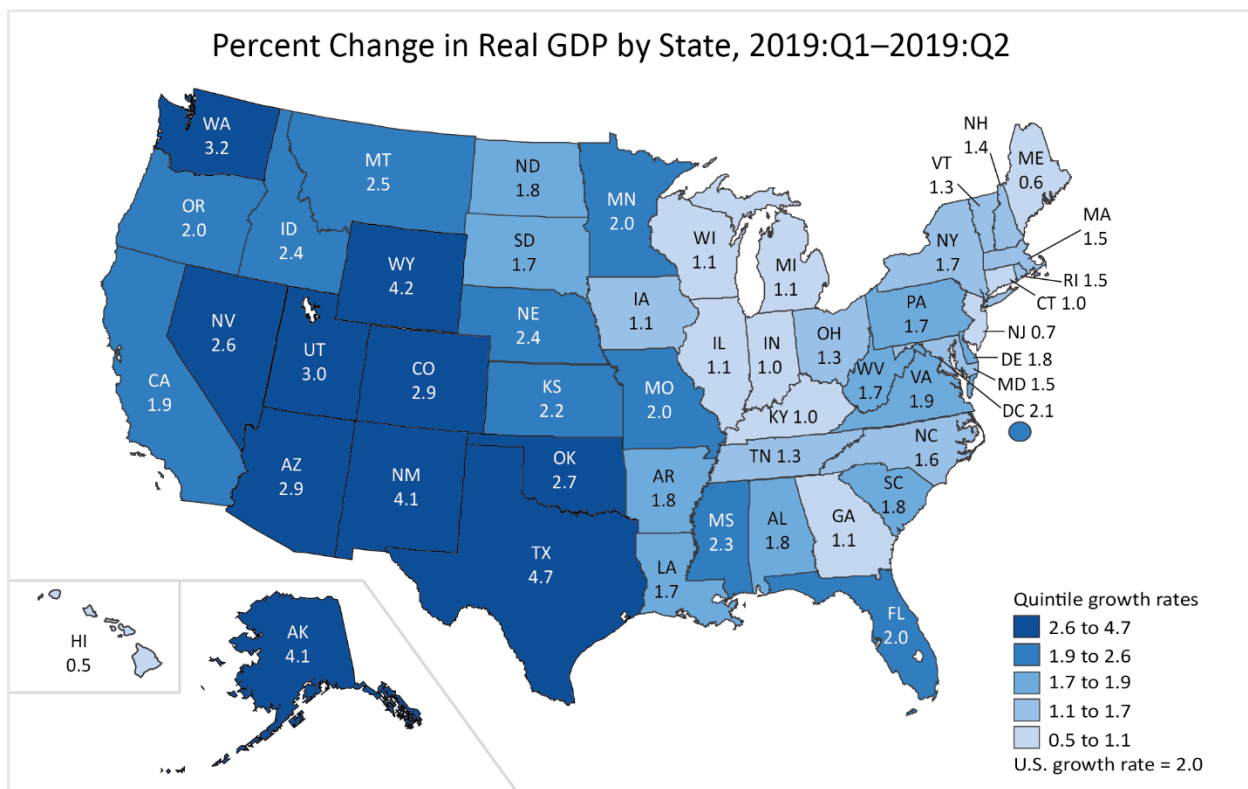 Percent Change in Real GDP by State, 2019:Q1–2019:Q2
WA
3.2
MT
2.5
ND
1.8
MN
2.0
NH
1.4
VT
1.3
ME
0.6
OR
2.0
ID
2.4
SD
1.7
WI
1.1
MI
1.1
NY
1.7
MA
1.5
RI 1.5
CT 1.0
WY
4.2
IA
1.1
NE
2.4
PA
1.7
NJ 0.7
NV
2.6
UT
3.0
CO
2.9
IL
1.1
IN
1.0
OH
1.3
WV
1.7
VA
1.9
DE 1.8
MD 1.5
DC 2.1
CA
1.9
KS
2.2
MO
2.0
KY 1.0
AZ
2.9
NM
4.1
OK
2.7
AR
1.8
TN 1.3
NC
1.6
SC
1.8
TX
4.7
LA
1.7
MS
2.3
AL
1.8
GA
1.1
FL
2.0
HI
0.5
AK
4.1
Quintile growth rates
2.6 to 4.7
1.9 to 2.6
1.7 to 1.9
1.1 to 1.7
0.5 to 1.1
U.S. growth rate = 2.0